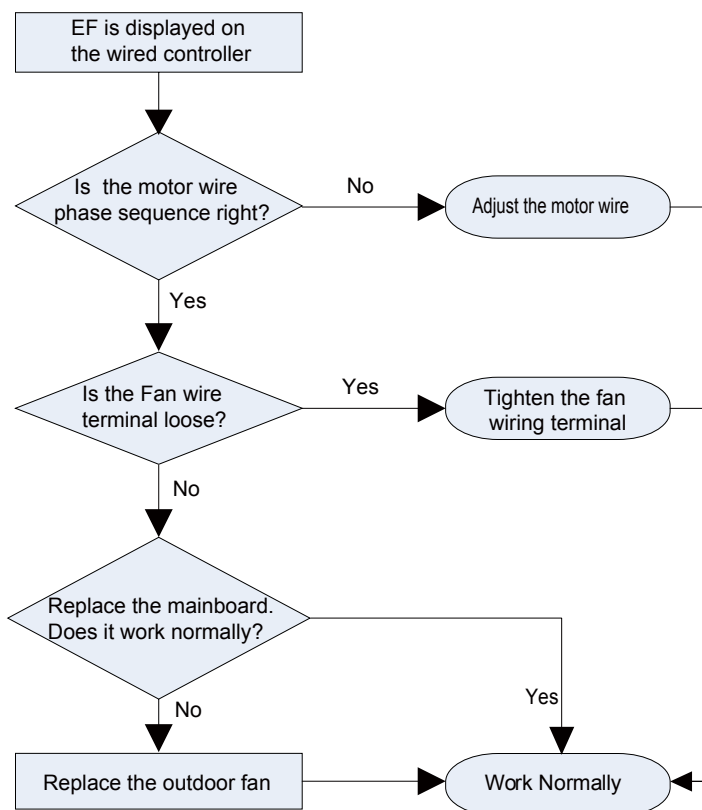 EF is displayed on
the wired controller
Is the motor wire
phase sequence right?
No
Adjust the motor wire
Yes
Is the Fan wire
terminal loose?
Yes
Tighten the fan
wiring terminal
No
Replace the mainboard.
Does it work normally?
Yes
No
Replace the outdoor fan
Work Normally